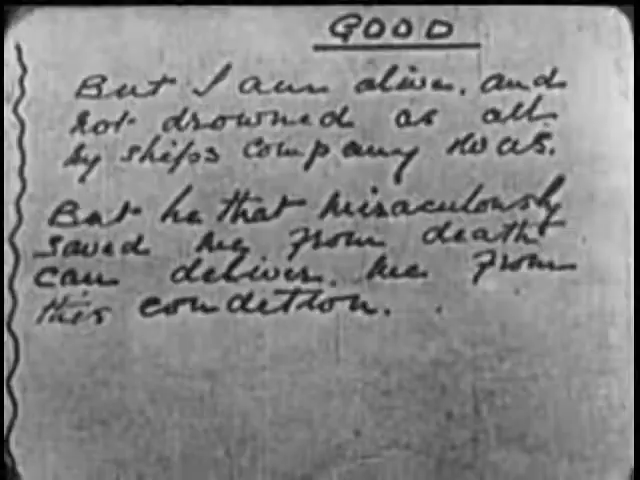 GOOD
But I am alive, and
not drowned as all
my ships company was.
But he that miraculously
saved me from death
can deliver me from
this condition.